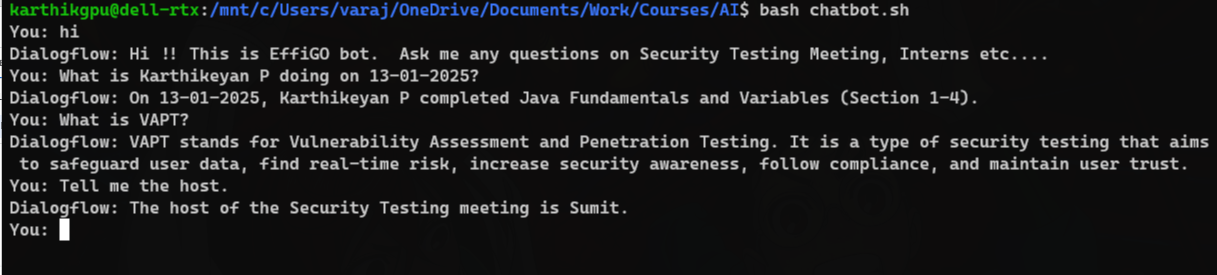 karthikgpu@dell-rtx:/mnt/c/Users/varaj/OneDrive/Documents/Work/Courses/AI$ bash chatbot.sh
You: hi
Dialogflow: Hi !! This is EffiGO bot.  Ask me any questions on Security Testing Meeting, Interns etc....
You: What is Karthikeyan P doing on 13-01-2025?
Dialogflow: On 13-01-2025, Karthikeyan P completed Java Fundamentals and Variables (Section 1-4).
You: What is VAPT?
Dialogflow: VAPT stands for Vulnerability Assessment and Penetration Testing. It is a type of security testing that aims
 to safeguard user data, find real-time risk, increase security awareness, follow compliance, and maintain user trust.
You: Tell me the host.
Dialogflow: The host of the Security Testing meeting is Sumit.
You: